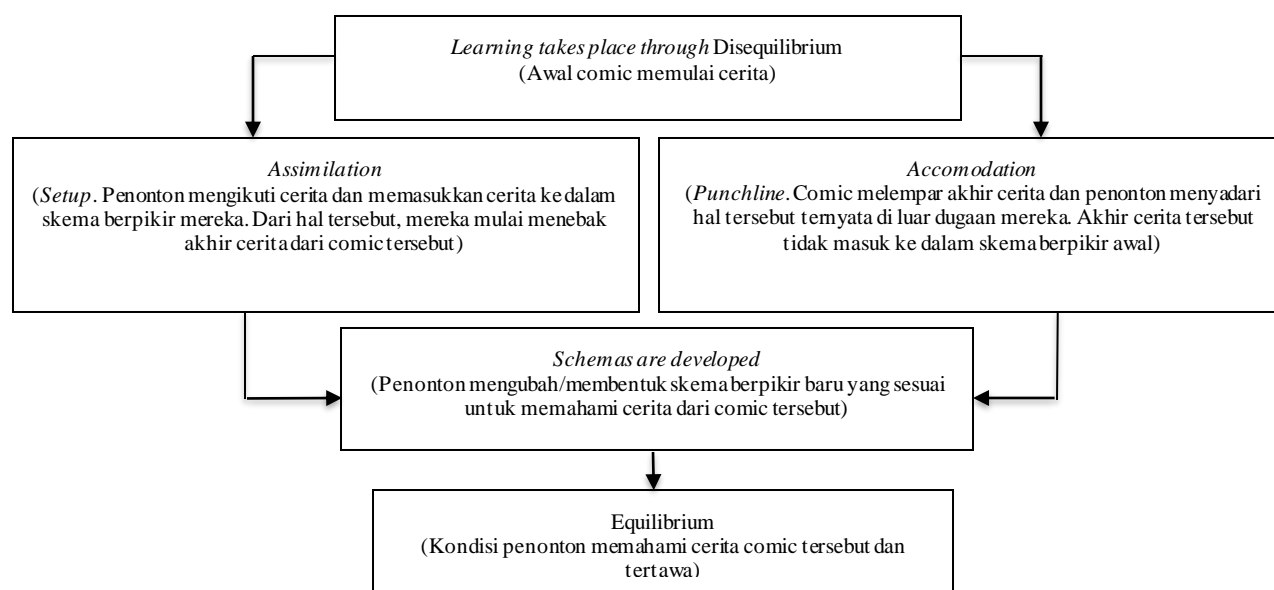 Learning takes place through Disequilibrium
(Awal comic memulai cerita)
Assimilation
(Setup. Penonton mengikuti cerita dan memasukkan cerita ke dalam
skema berpikir mereka. Dari hal tersebut, mereka mulai menebak
akhir cerita dari comic tersebut)
Accomodation
(Punchline. Comic melempar akhir cerita dan penonton menyadari
hal tersebut ternyata di luar dugaan mereka. Akhir cerita tersebut
tidak masuk ke dalam skema berpikir awal)
Schemas are developed
(Penonton mengubah/membentuk skema berpikir baru yang sesuai
untuk memahami cerita dari comic tersebut)
Equilibrium
(Kondisi penonton memahami cerita comic tersebut dan
tertawa)